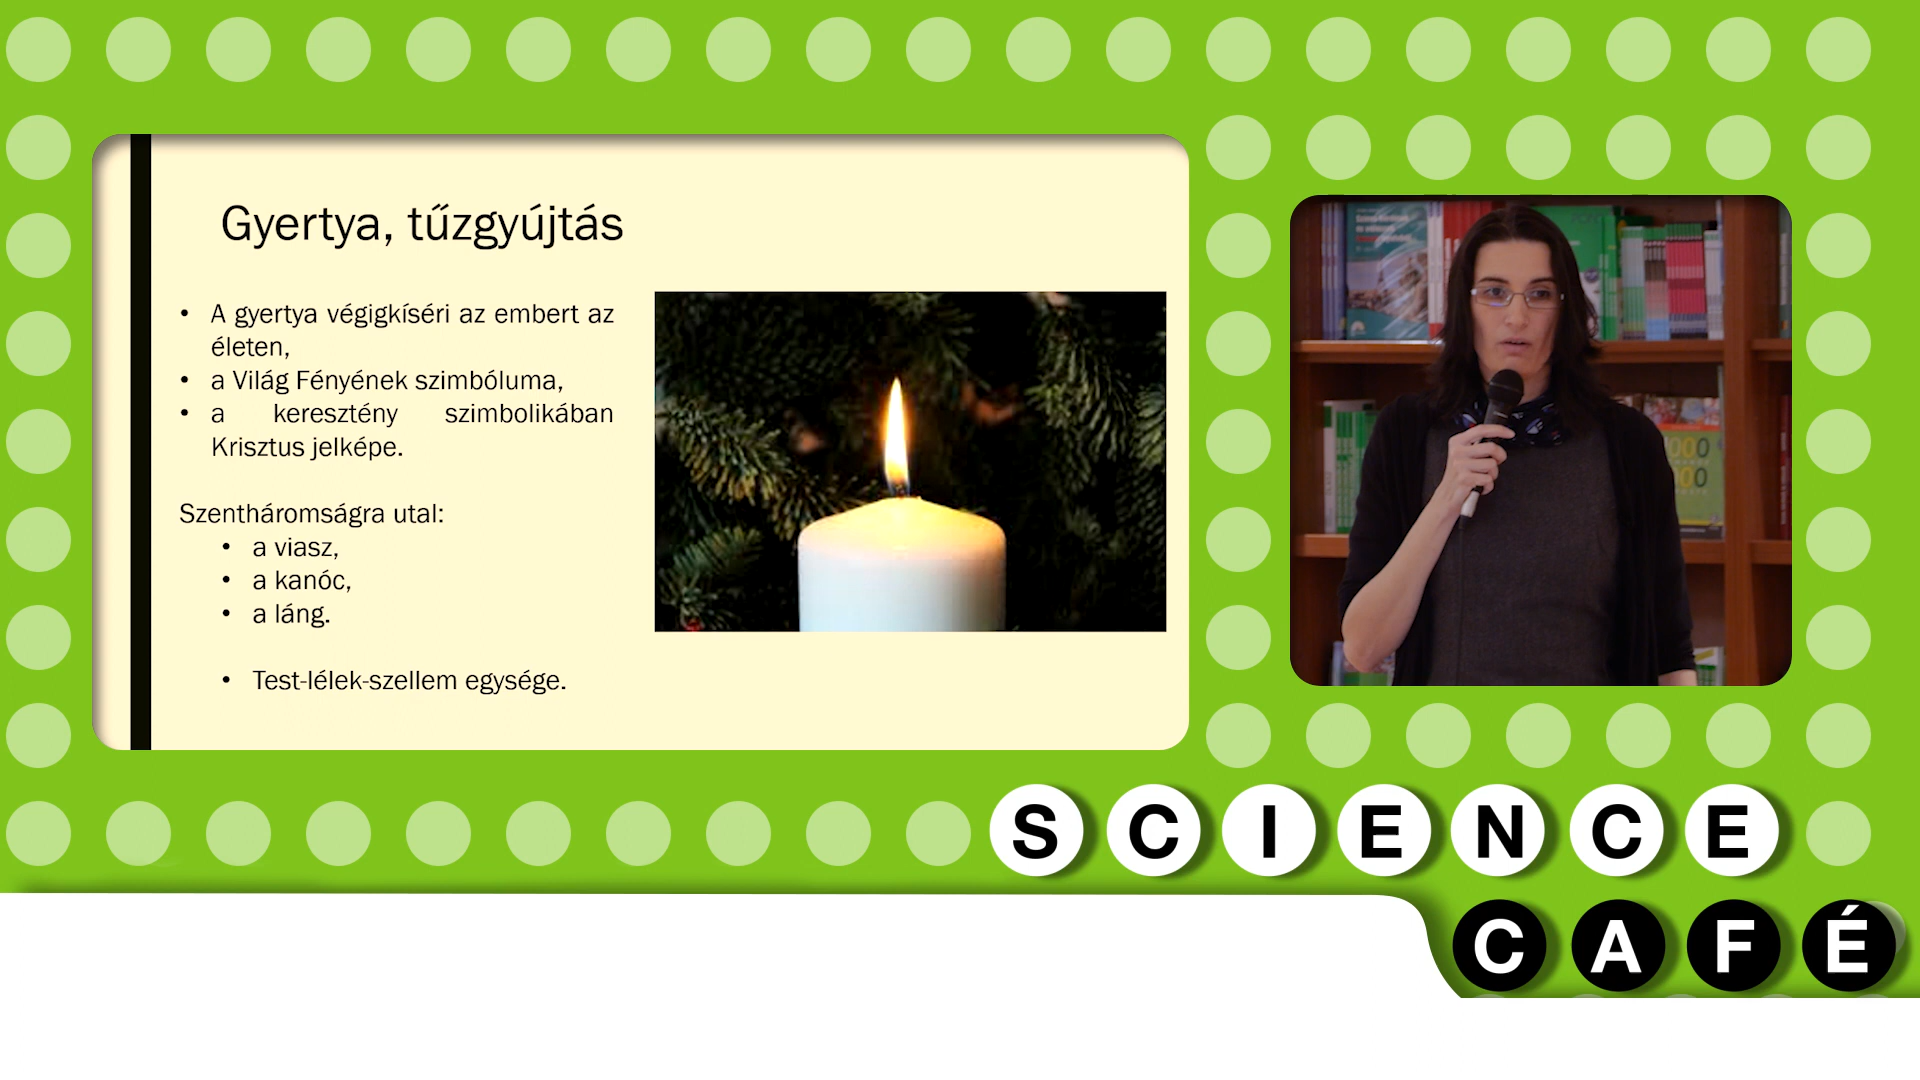 Gyertya, tűzgyújtás
• A gyertya végigkíséri az embert az
életen,
• a Világ Fényének szimbóluma,
• a keresztény szimbolikában
Krisztus jelképe.
Szentháromságra utal:
• a viasz,
• a kanóc,
• a láng.
• Test-lélek-szellem egysége.
SCIENCE
CAFÉ